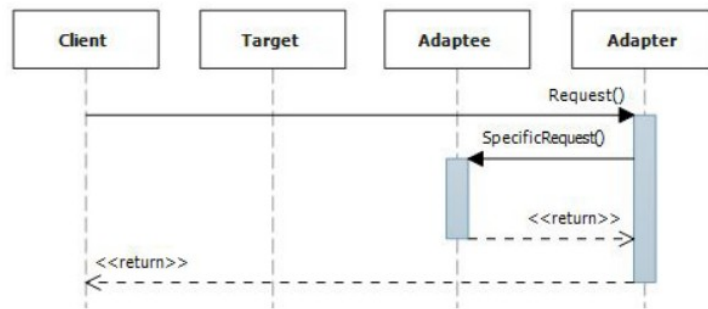 Client
Target
Adaptee
Adapter
Request()
SpecificRequest()
<<return>>
<<return>>